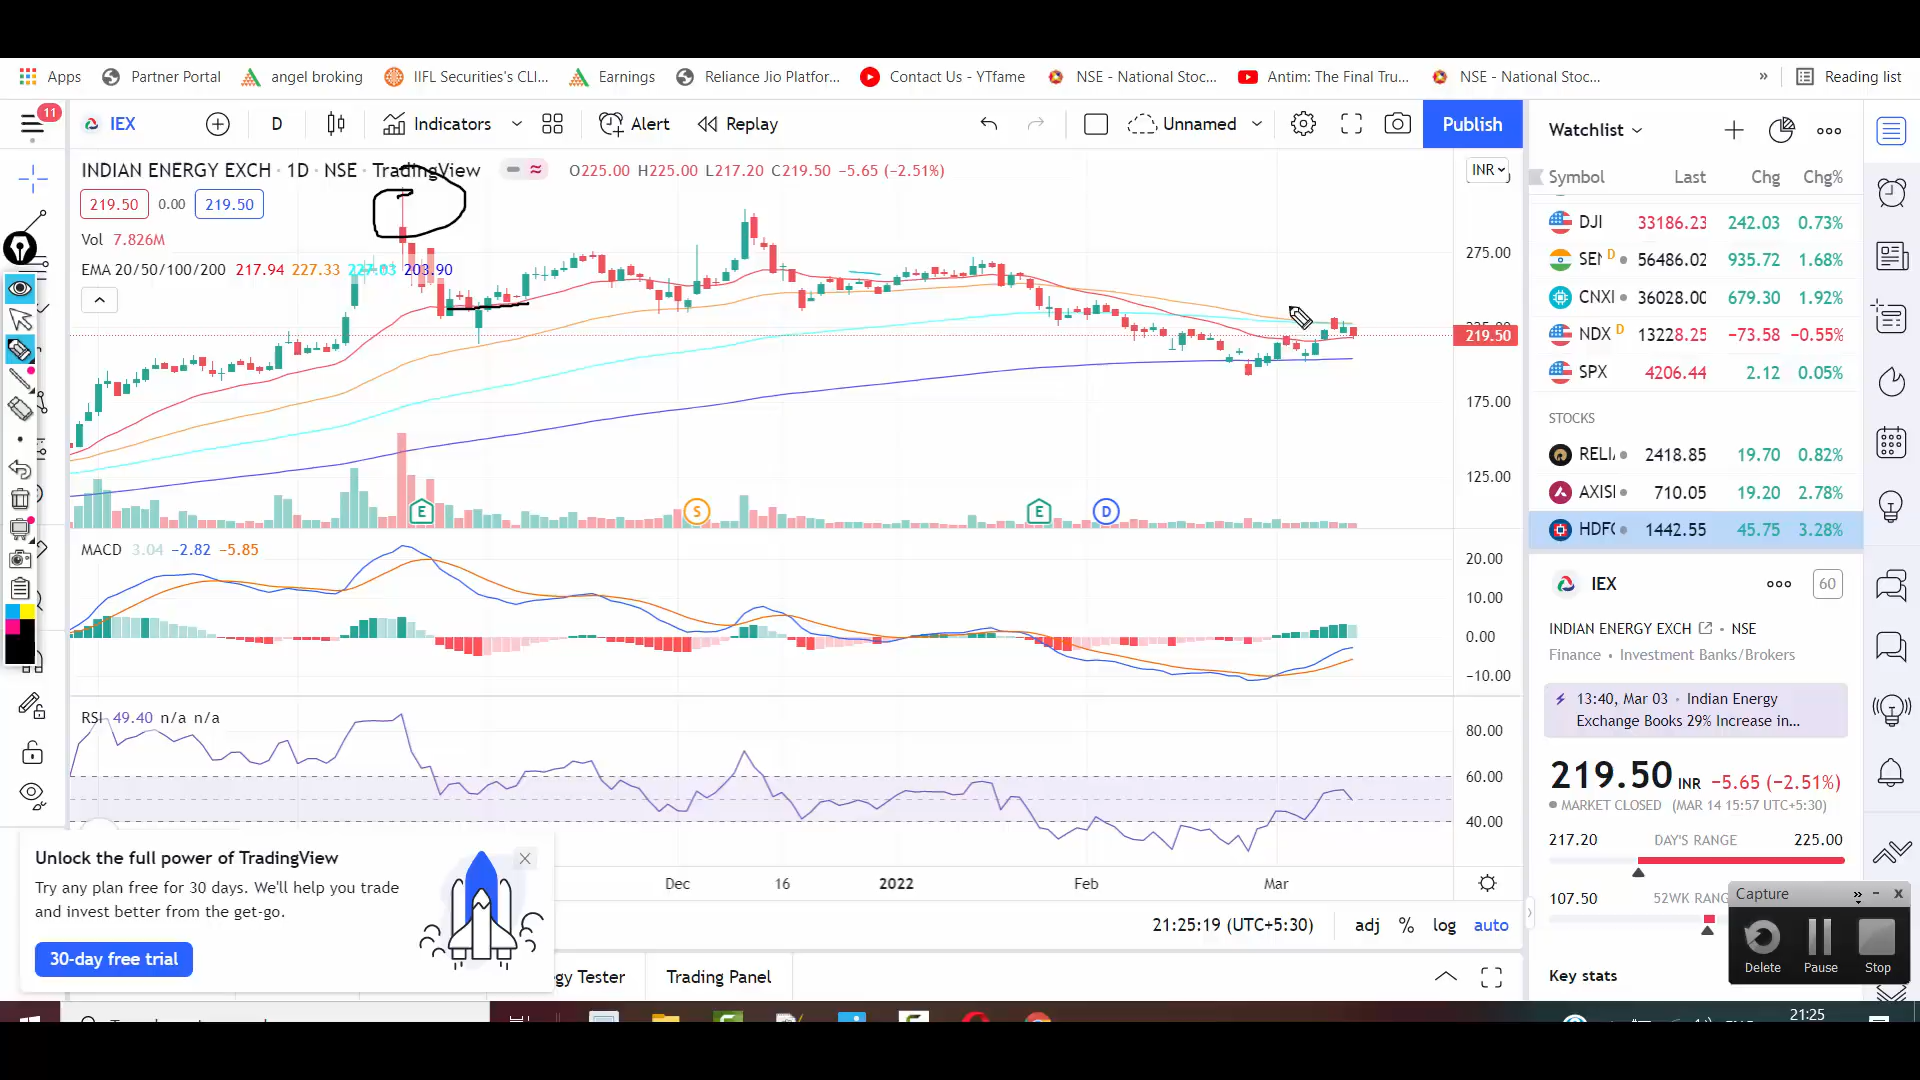 Apps Partner Portal angel broking IIFL Securities's CLI... Earnings Reliance Jio Platfor... Contact Us - YTfame NSE - National Stoc... Antim: The Final Tru... NSE - National Stoc... » Reading list
11
IEX D Indicators Alert Replay Unnamed Publish
Watchlist
INDIAN ENERGY EXCH · 1D · NSE · TradingView O225.00 H225.00 L217.20 C219.50 −5.65 (−2.51%) INR
Symbol Last Chg Chg%
219.50 0.00 219.50
DJI 33186.23 242.03 0.73%
Vol 7.826M
275.00
SEI D 56486.02 935.72 1.68%
EMA 20/50/100/200 217.94 227.33 227.03 203.90
CNXI 36028.00 679.30 1.92%
219.50
NDX D 13228.25 −73.58 −0.55%
SPX 4206.44 2.12 0.05%
175.00
STOCKS
RELI 2418.85 19.70 0.82%
125.00
AXISI 710.05 19.20 2.78%
E S E D
HDFC 1442.55 45.75 3.28%
MACD 3.04 −2.82 −5.85
20.00
10.00
0.00
−10.00
IEX 60
INDIAN ENERGY EXCH · NSE
Finance • Investment Banks/Brokers
13:40, Mar 03 · Indian Energy
Exchange Books 29% Increase in...
RSI 49.40 n/a n/a
80.00
60.00
40.00
219.50 INR −5.65 (−2.51%)
MARKET CLOSED (MAR 14 15:57 UTC+5:30)
217.20 DAY'S RANGE 225.00
107.50 52WK RANG
Unlock the full power of TradingView
Try any plan free for 30 days. We'll help you trade
and invest better from the get-go.
30-day free trial
Dec 16 2022 Feb Mar
21:25:19 (UTC+5:30) adj % log auto
Capture
Delete Pause Stop
gy Tester Trading Panel
Key stats
21:25